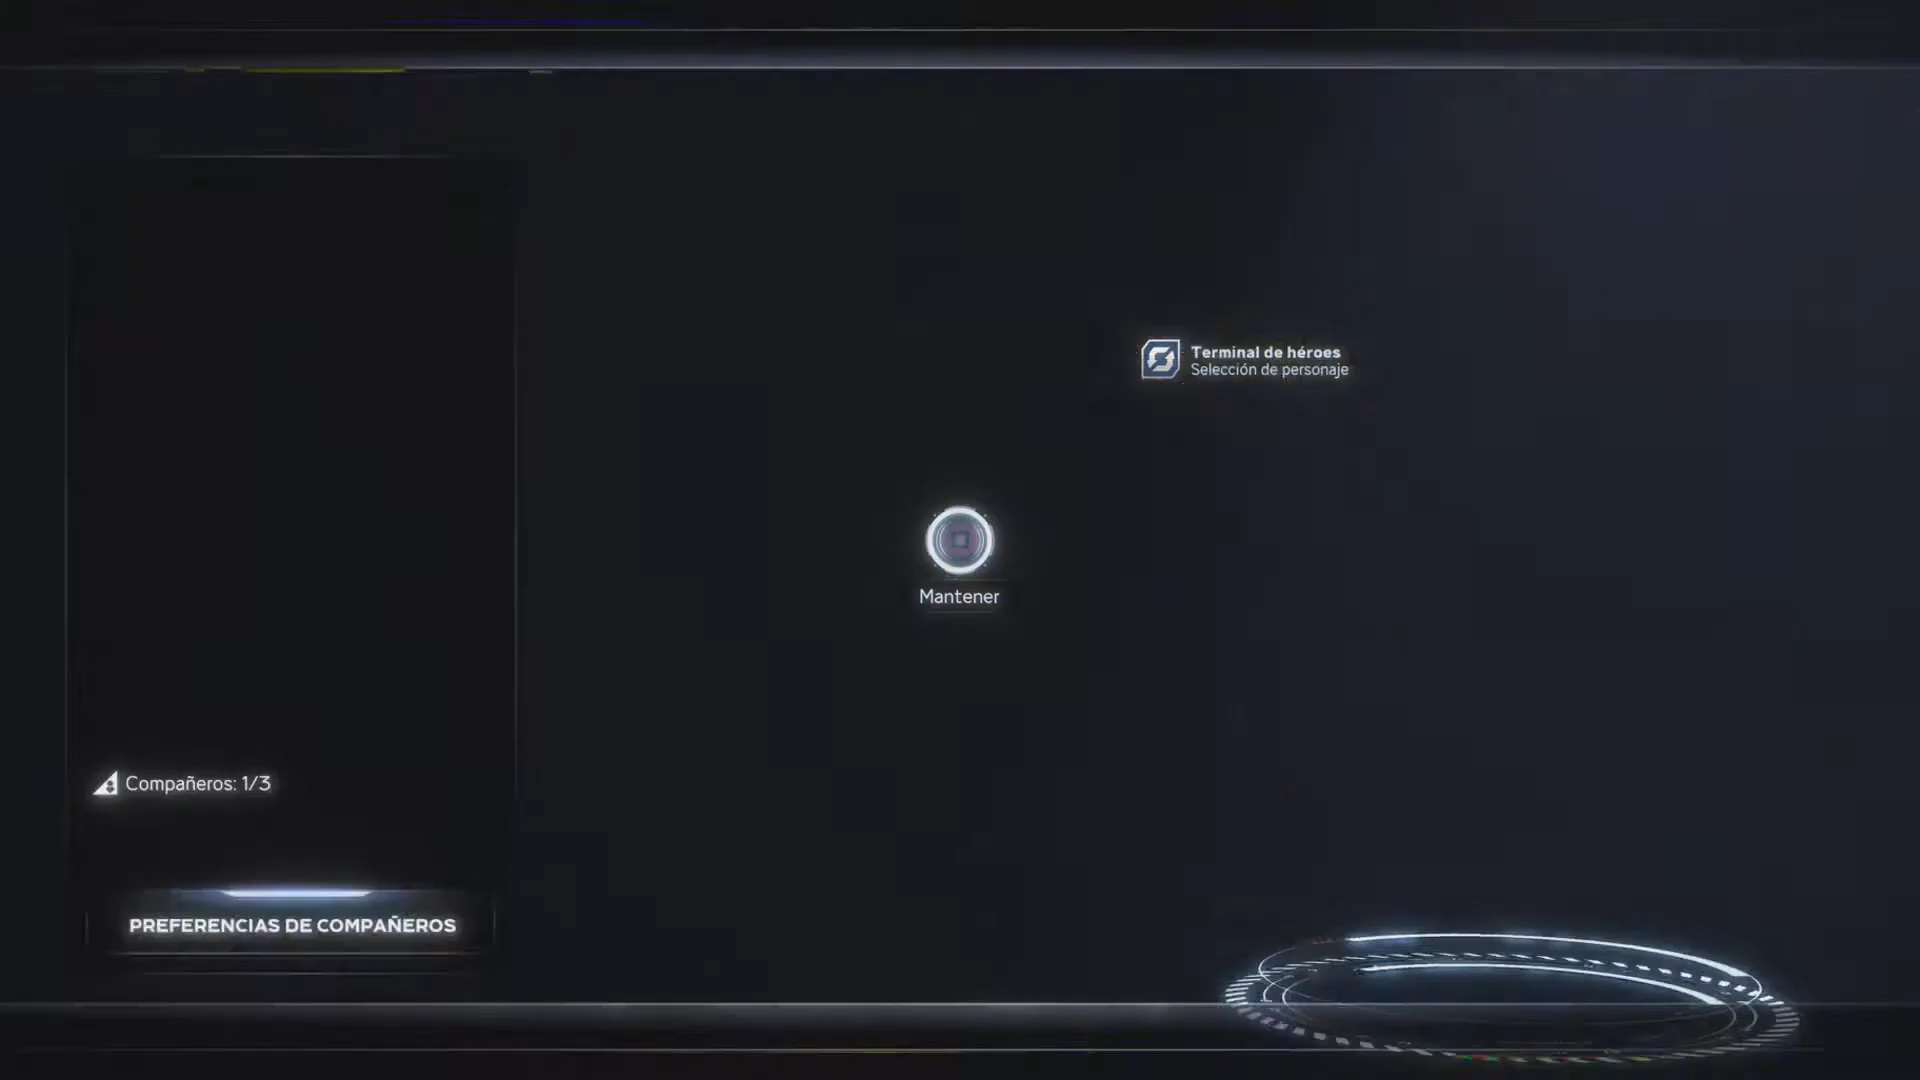 Terminal de héroes
Selección de personaje
Mantener
Compañeros: 1/3
PREFERENCIAS DE COMPAÑEROS